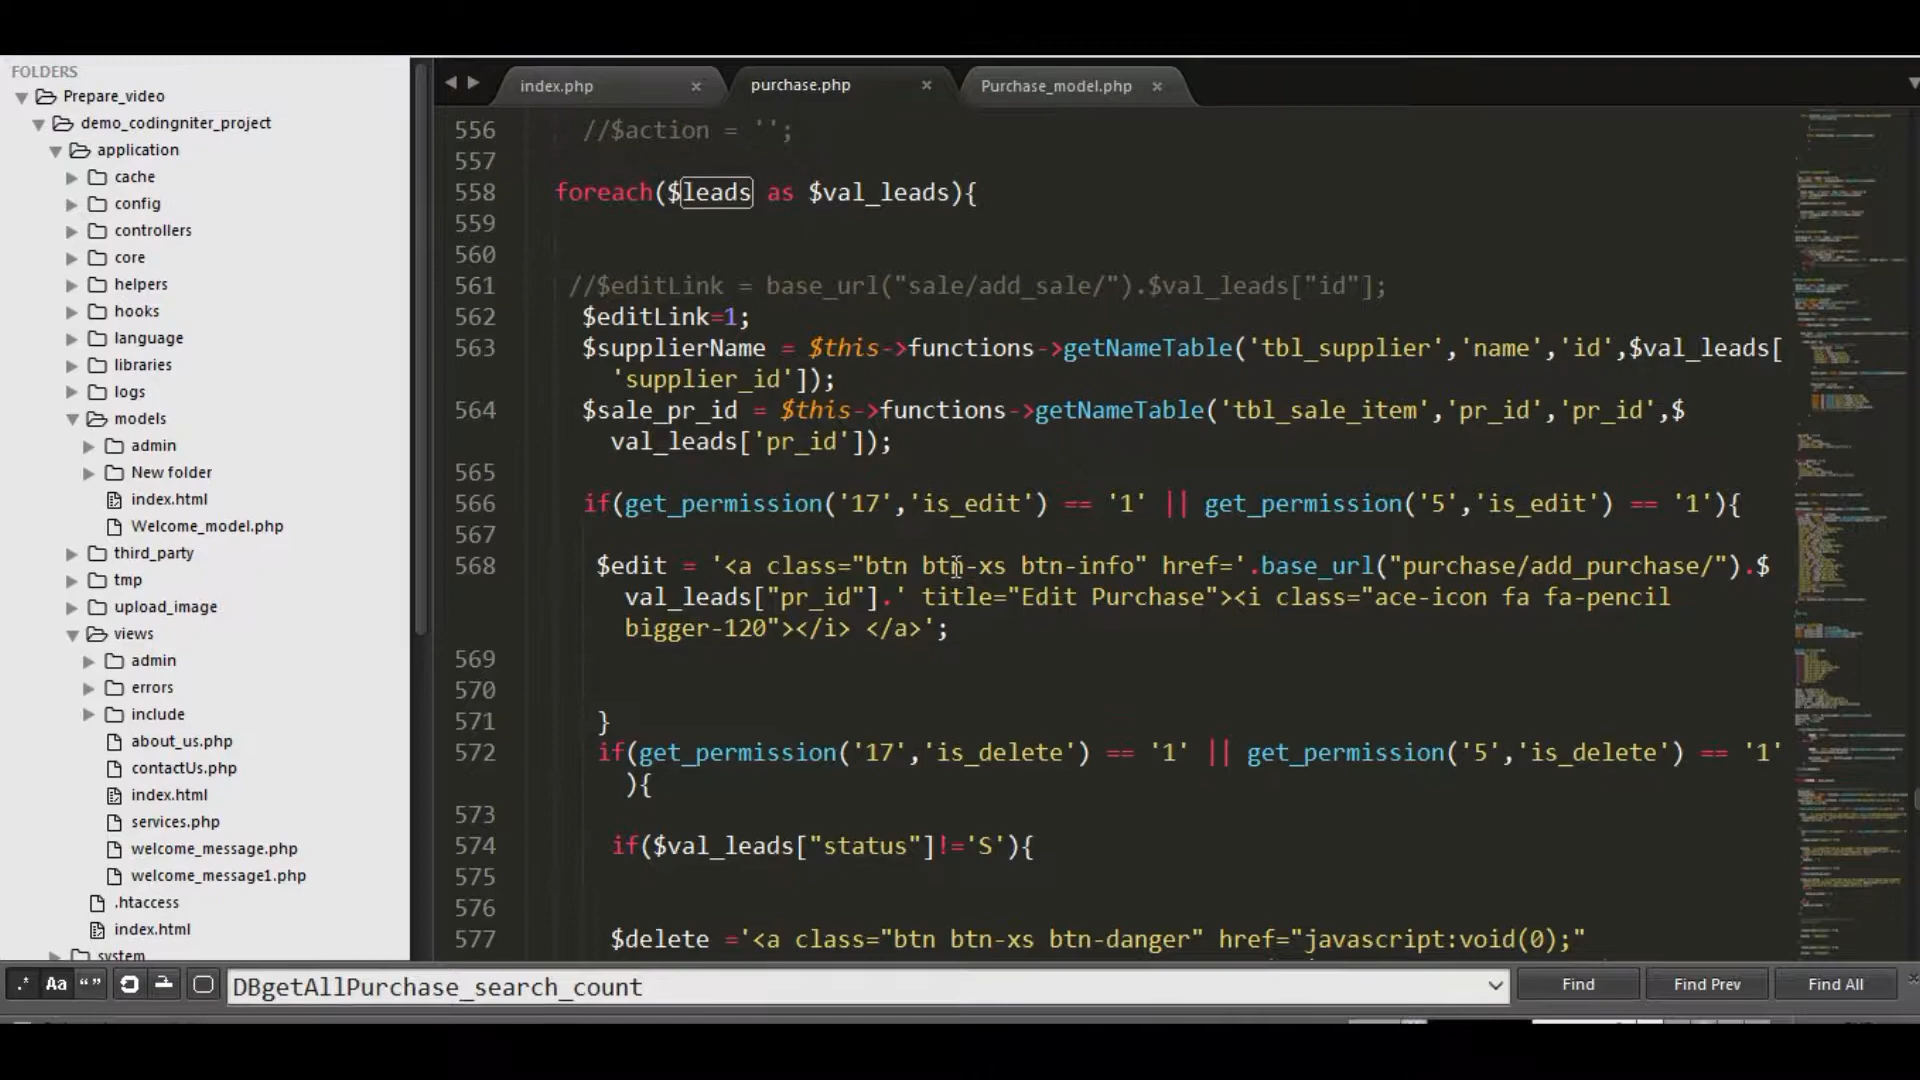 FOLDERS
Prepare_video
demo_codingniter_project
application
cache
config
controllers
core
helpers
hooks
language
libraries
logs
models
admin
New folder
index.html
Welcome_model.php
third_party
tmp
upload_image
views
admin
errors
include
about_us.php
contactUs.php
index.html
services.php
welcome_message.php
welcome_message1.php
.htaccess
index.html
system
index.php × purchase.php × Purchase_model.php ×
556 //$action = '';
557
558 foreach($leads as $val_leads){
559
560
561 //$editLink = base_url("sale/add_sale/").$val_leads["id"];
562 $editLink=1;
563 $supplierName = $this->functions->getNameTable('tbl_supplier','name','id',$val_leads[
'supplier_id']);
564 $sale_pr_id = $this->functions->getNameTable('tbl_sale_item','pr_id','pr_id',$
val_leads['pr_id']);
565
566 if(get_permission('17','is_edit') == '1' || get_permission('5','is_edit') == '1'){
567
568 $edit = '<a class="btn btn-xs btn-info" href='.base_url("purchase/add_purchase/").$
val_leads["pr_id"].' title="Edit Purchase"><i class="ace-icon fa fa-pencil
bigger-120"></i> </a>';
569
570
571 }
572 if(get_permission('17','is_delete') == '1' || get_permission('5','is_delete') == '1'
){
573
574 if($val_leads["status"]!='S'){
575
576
577 $delete ='<a class="btn btn-xs btn-danger" href="javascript:void(0);"
.* Aa “ ” DBgetAllPurchase_search_count Find Find Prev Find All ×